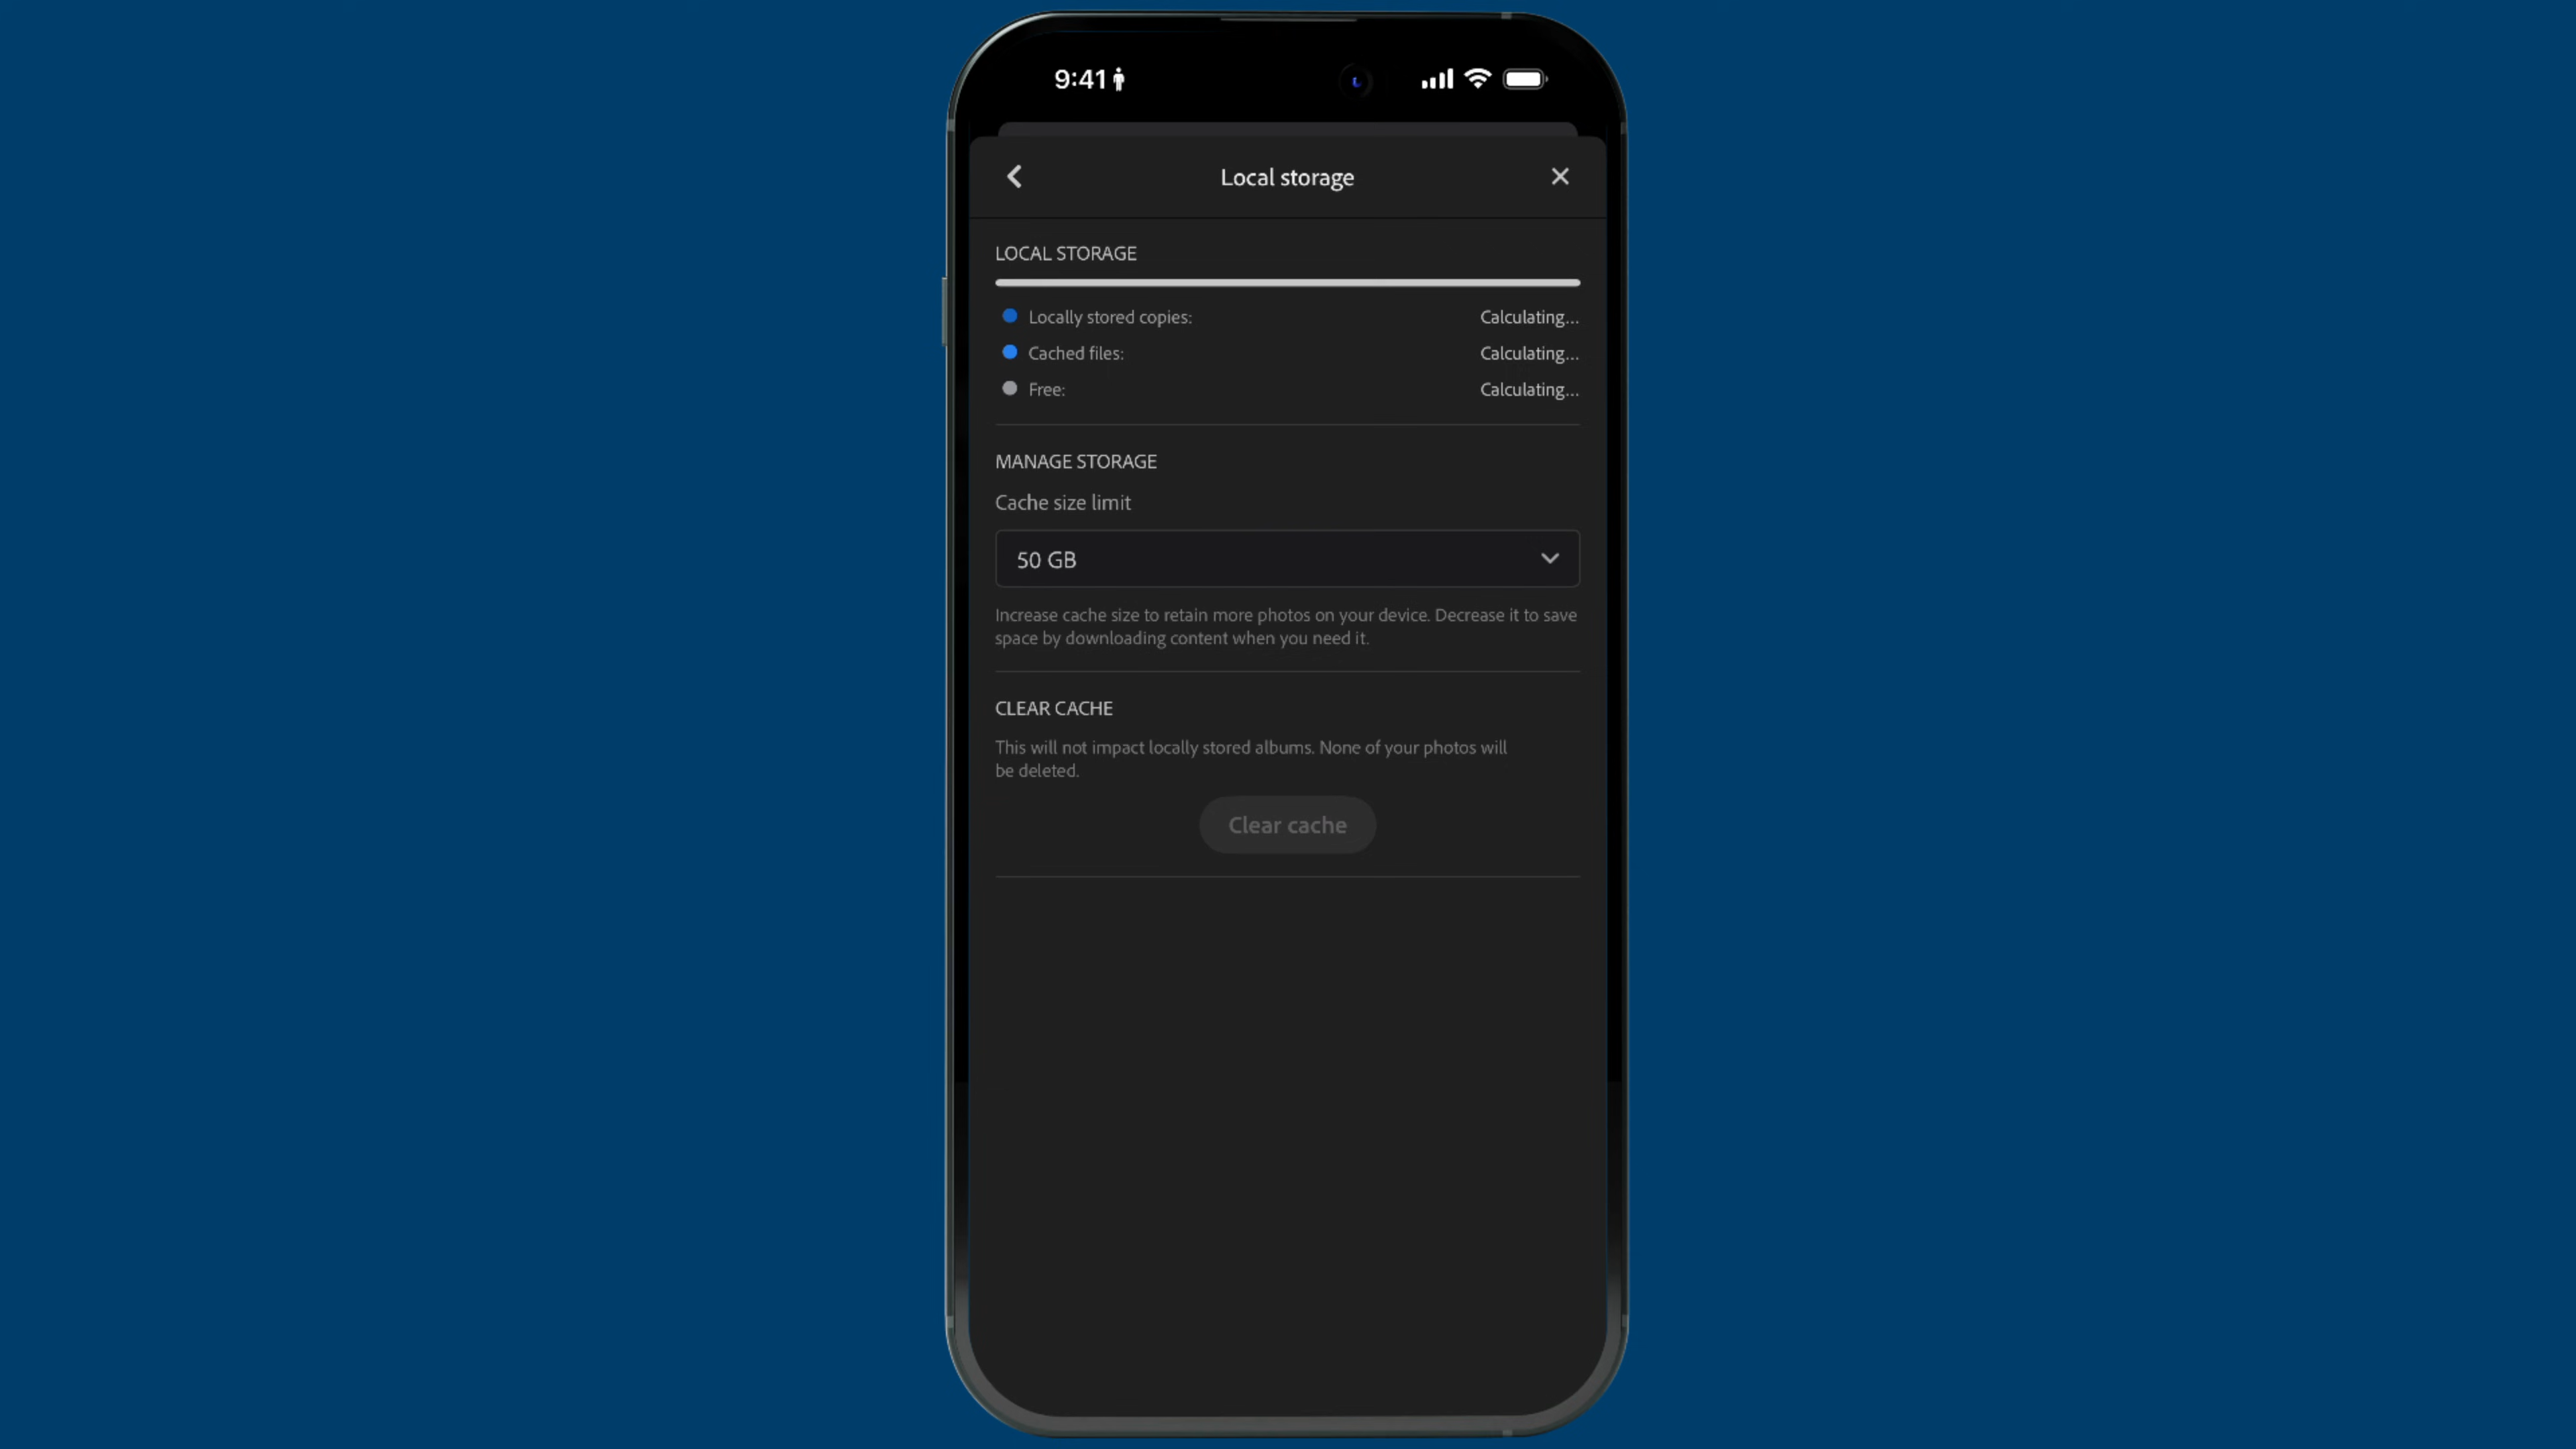 9:41
Local storage
LOCAL STORAGE
Locally stored copies: Calculating...
Cached files: Calculating...
Free: Calculating...
MANAGE STORAGE
Cache size limit
50 GB
Increase cache size to retain more photos on your device. Decrease it to save
space by downloading content when you need it.
CLEAR CACHE
This will not impact locally stored albums. None of your photos will
be deleted.
Clear cache